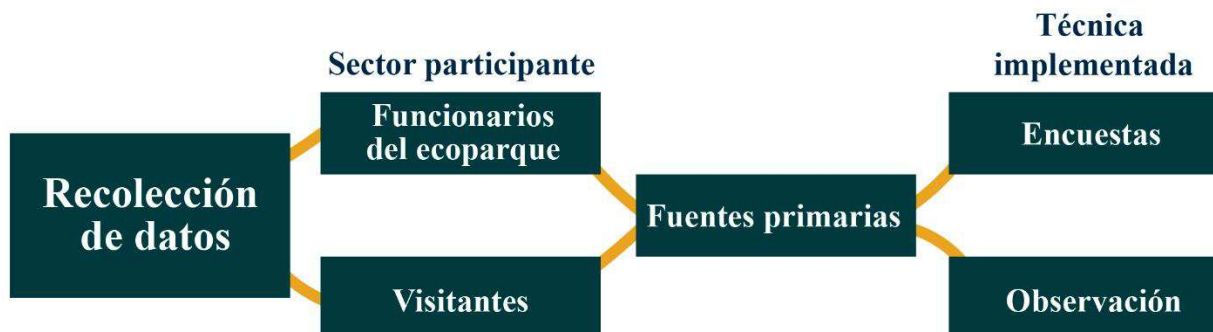 Técnica
implementada
Sector participante
Funcionarios
del ecoparque
Encuestas
Recolección
de datos
Fuentes primarias
Visitantes
Observación